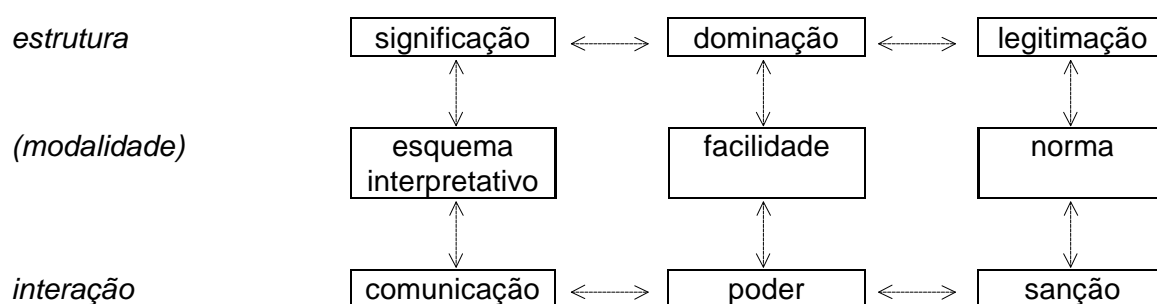 estrutura significação dominação legitimação
(modalidade) esquema facilidade norma
interpretativo
interação comunicação poder sanção